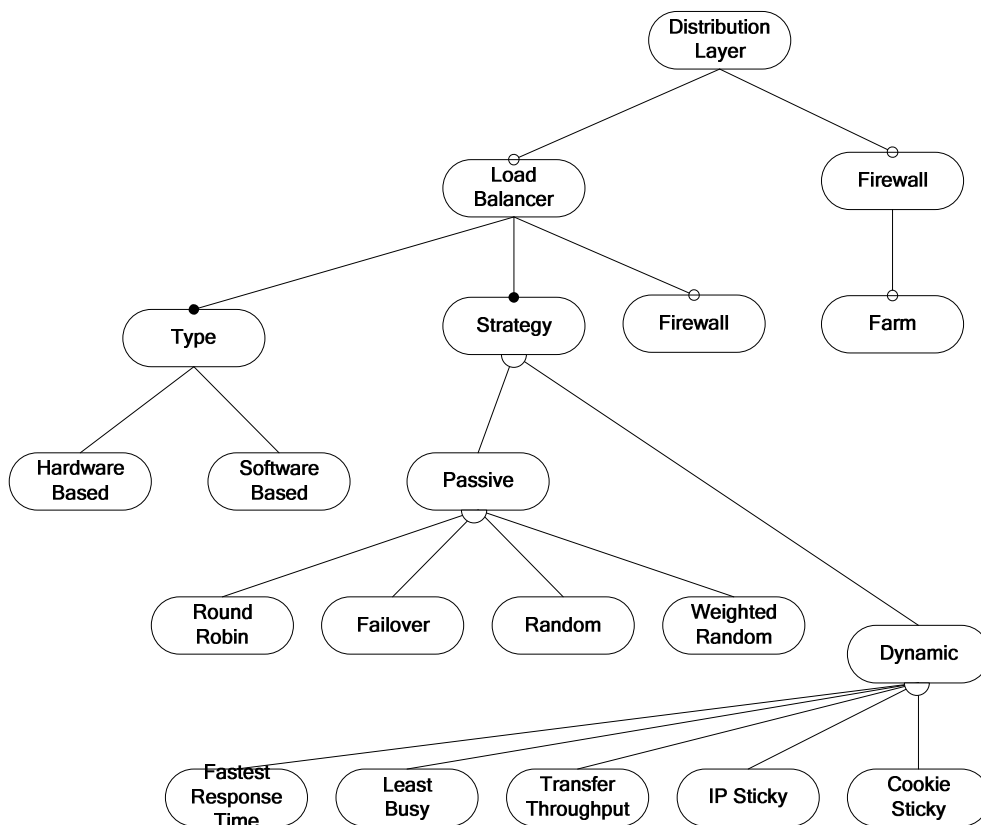 Distribution
Layer
Load
Balancer
Firewall
Type
Strategy
Firewall
Farm
Hardware
Based
Software
Based
Passive
Round
Robin
Failover
Random
Weighted
Random
Dynamic
Fastest
Response
Time
Least
Busy
Transfer
Throughput
IP Sticky
Cookie
Sticky